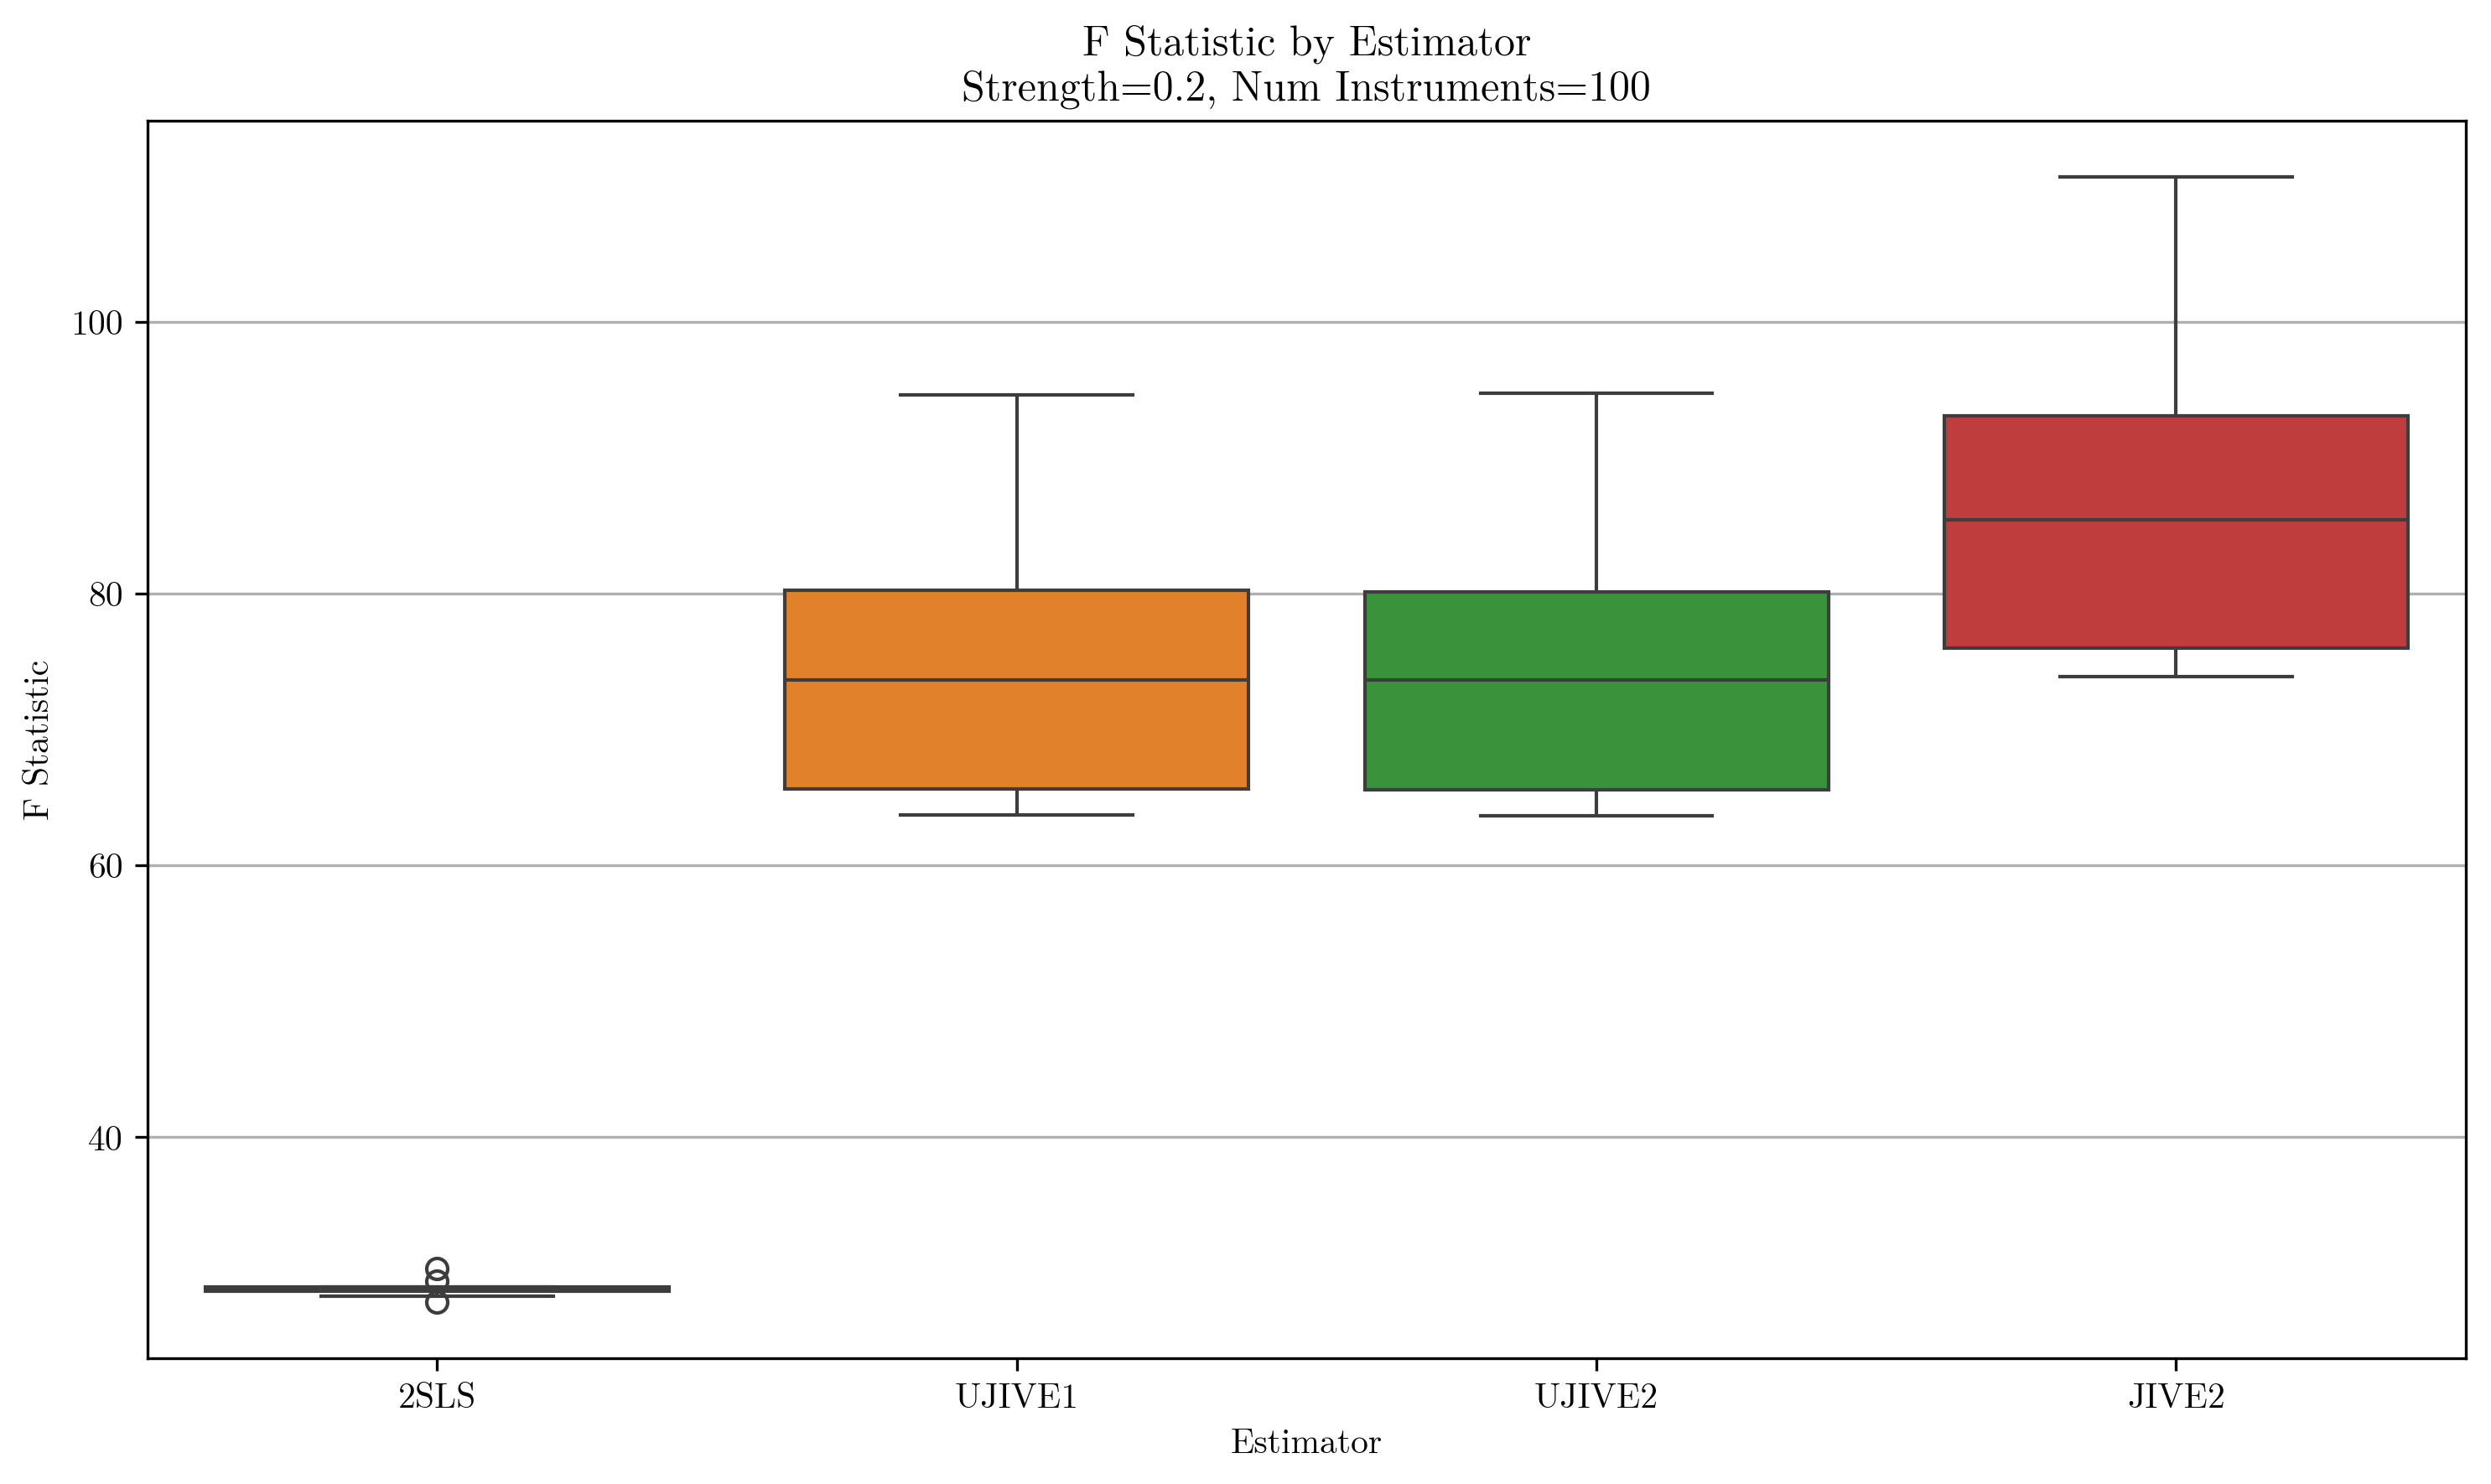 F Statistic by Estimator
Strength=0.2, Num Instruments=100
F Statistic
100
80
60
40
2SLS
UJIVE1
UJIVE2
JIVE2
Estimator